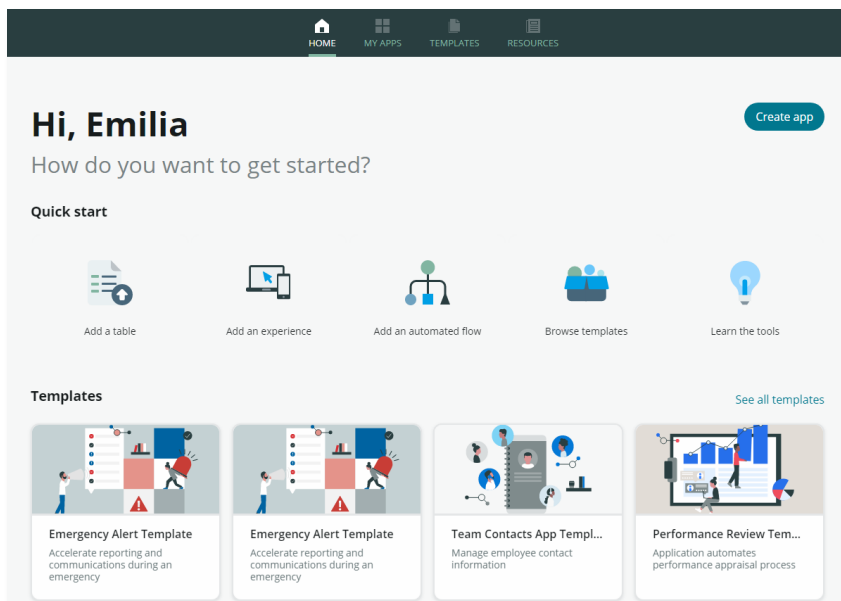 HOME MY APPS TEMPLATES RESOURCES
Hi, Emilia
Create app
How do you want to get started?
Quick start
Add a table
Add an experience
Add an automated flow
Browse templates
Learn the tools
Templates
See all templates
Emergency Alert Template
Accelerate reporting and
communications during an
emergency
Emergency Alert Template
Accelerate reporting and
communications during an
emergency
Team Contacts App Templ...
Manage employee contact
information
Performance Review Tem...
Application automates
performance appraisal process